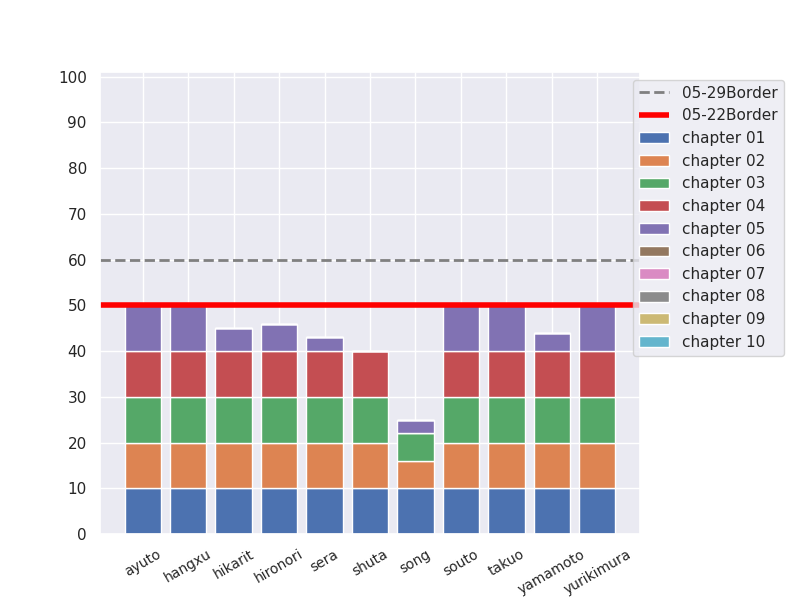 100
90
80
70
60
50
40
30
20
10
0
ayuto
hangxu
hikarit
hironori
sera
shuta
song
souto
takuo
yamamoto
yurikimura
05-29Border
05-22Border
chapter 01
chapter 02
chapter 03
chapter 04
chapter 05
chapter 06
chapter 07
chapter 08
chapter 09
chapter 10